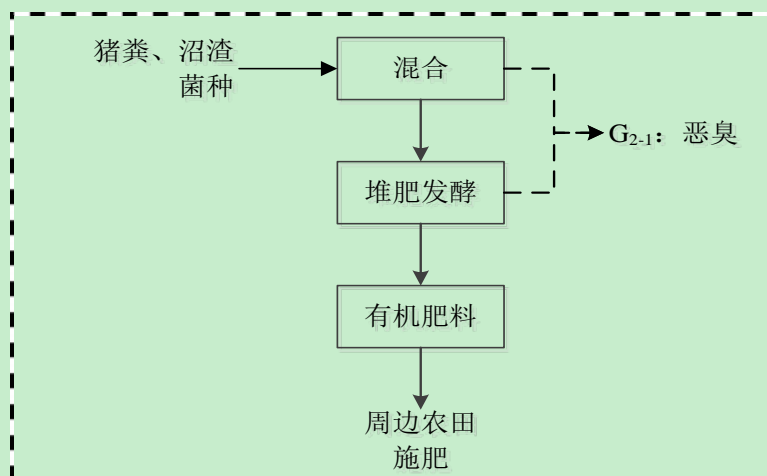 猪粪、沼渣
菌种
混合
G2-1：恶臭
堆肥发酵
有机肥料
周边农田
施肥